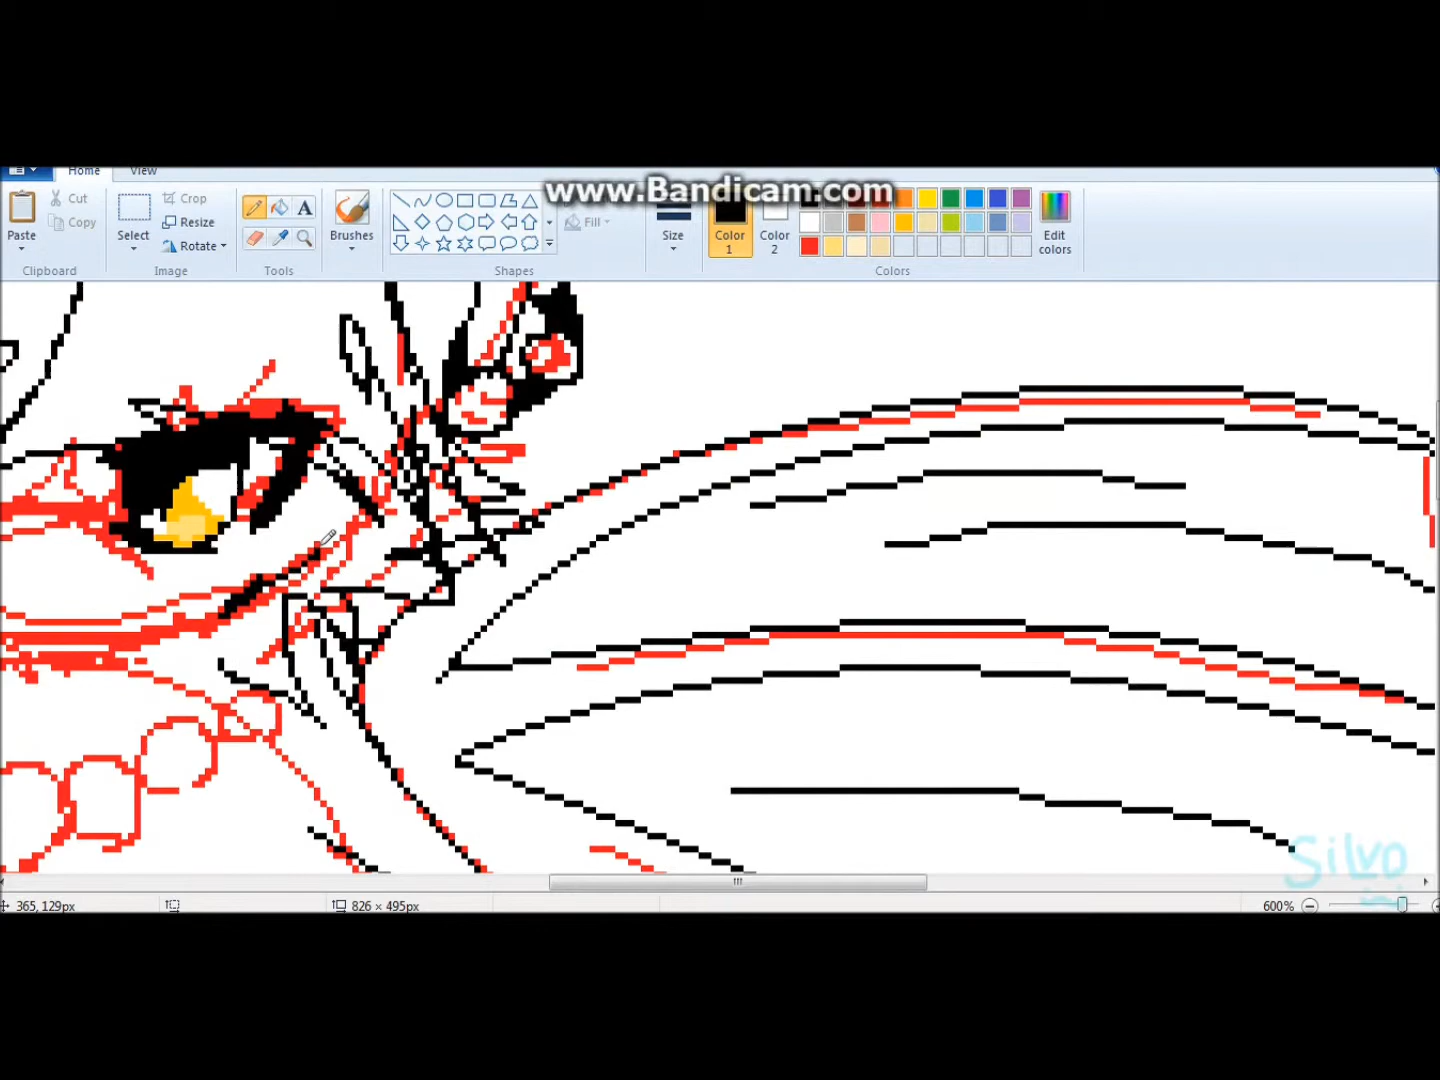 www.Bandicam.com
Home View
Paste
Cut
Copy
Clipboard
Select
Crop
Resize
Rotate
Image
A
Tools
Brushes
Fill
Shapes
Size
Color 1
Color 2
Colors
Edit colors
Silvo
365, 129px
826 × 495px
600%